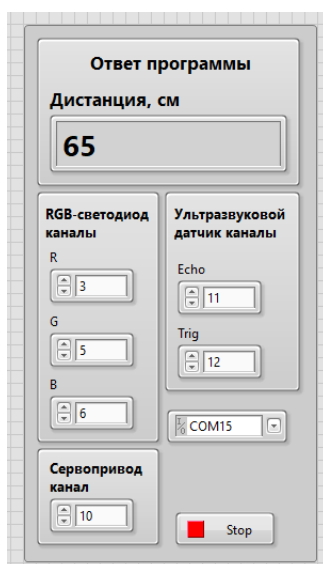 Ответ программы
Дистанция, см
65
RGB-светодиод
каналы
R
3
G
5
B
6
Ультразвуковой
датчик каналы
Echo
11
Trig
12
I/O COM15
Сервопривод
канал
10
Stop